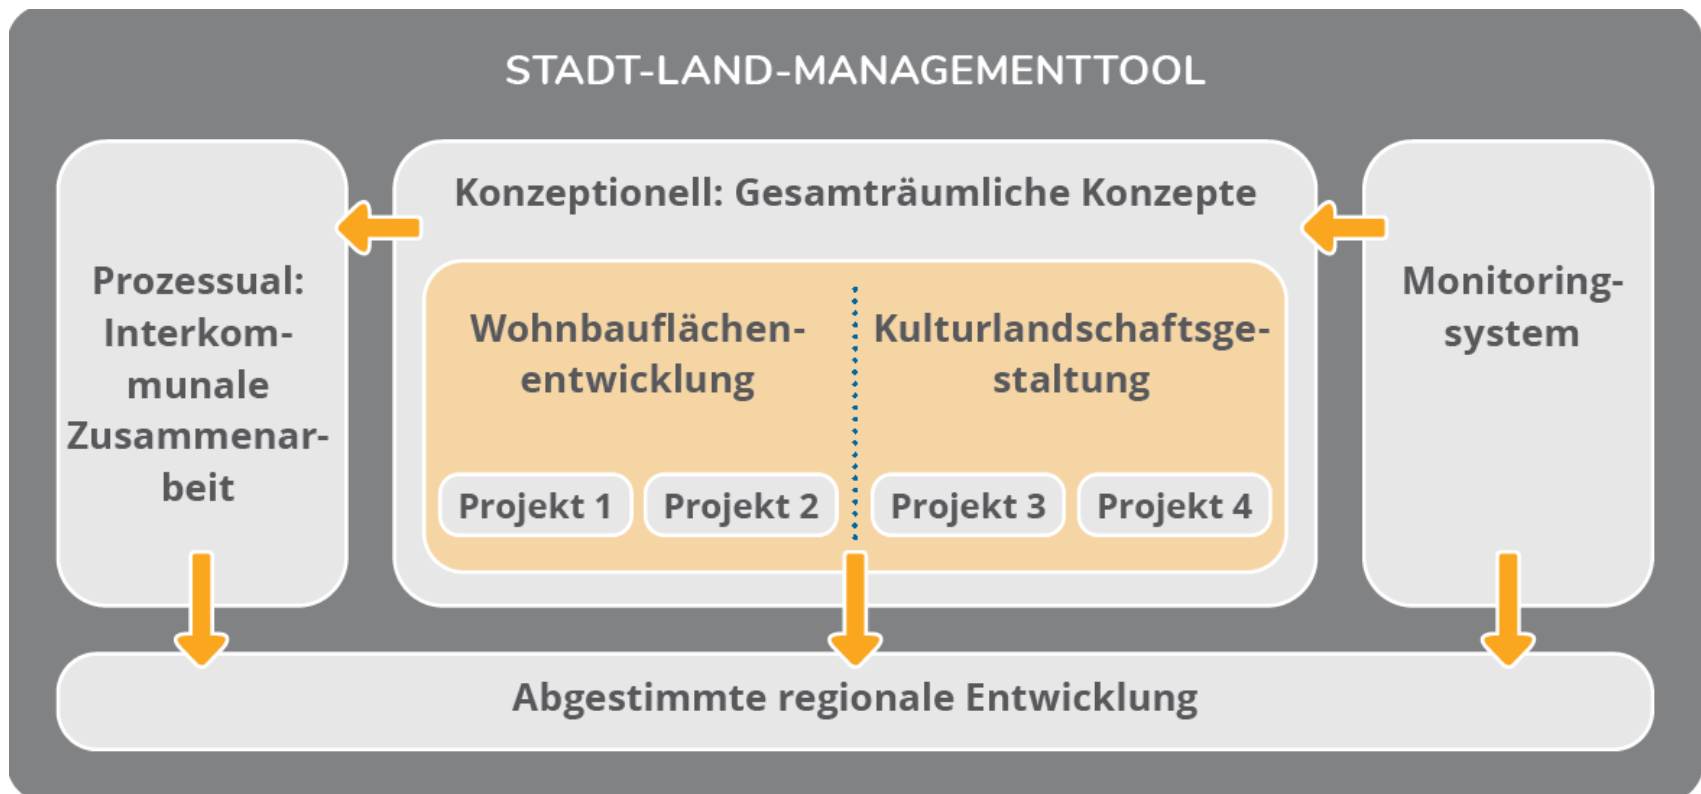 STADT-LAND-MANAGEMENTTOOL
Prozessual:
Interkom-
munale
Zusammenar-
beit
Konzeptionell: Gesamträumliche Konzepte
Wohnbauflächen-
entwicklung
Kulturlandschaftsge-
staltung
Projekt 1
Projekt 2
Projekt 3
Projekt 4
Monitoring-
system
Abgestimmte regionale Entwicklung